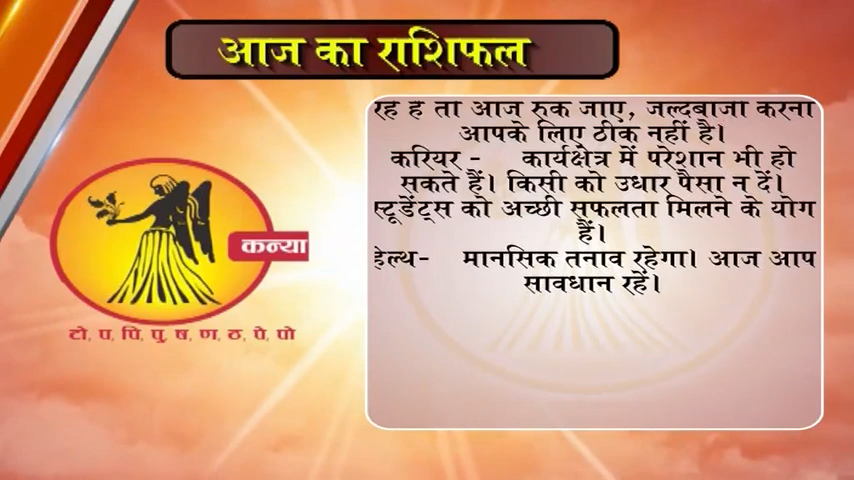 आज का राशिफल
रहे हैं तो आज रुक जाएं, जल्दबाजी करना
आपके लिए ठीक नहीं है।
करियर - कार्यक्षेत्र में परेशान भी हो
सकते हैं। किसी को उधार पैसा न दें।
स्टूडेंट्स को अच्छी सफलता मिलने के योग
हैं।
हेल्थ- मानसिक तनाव रहेगा। आज आप
सावधान रहें।
कन्या
टो, प, पि, पु, ष, ण, ठ, पे, पो